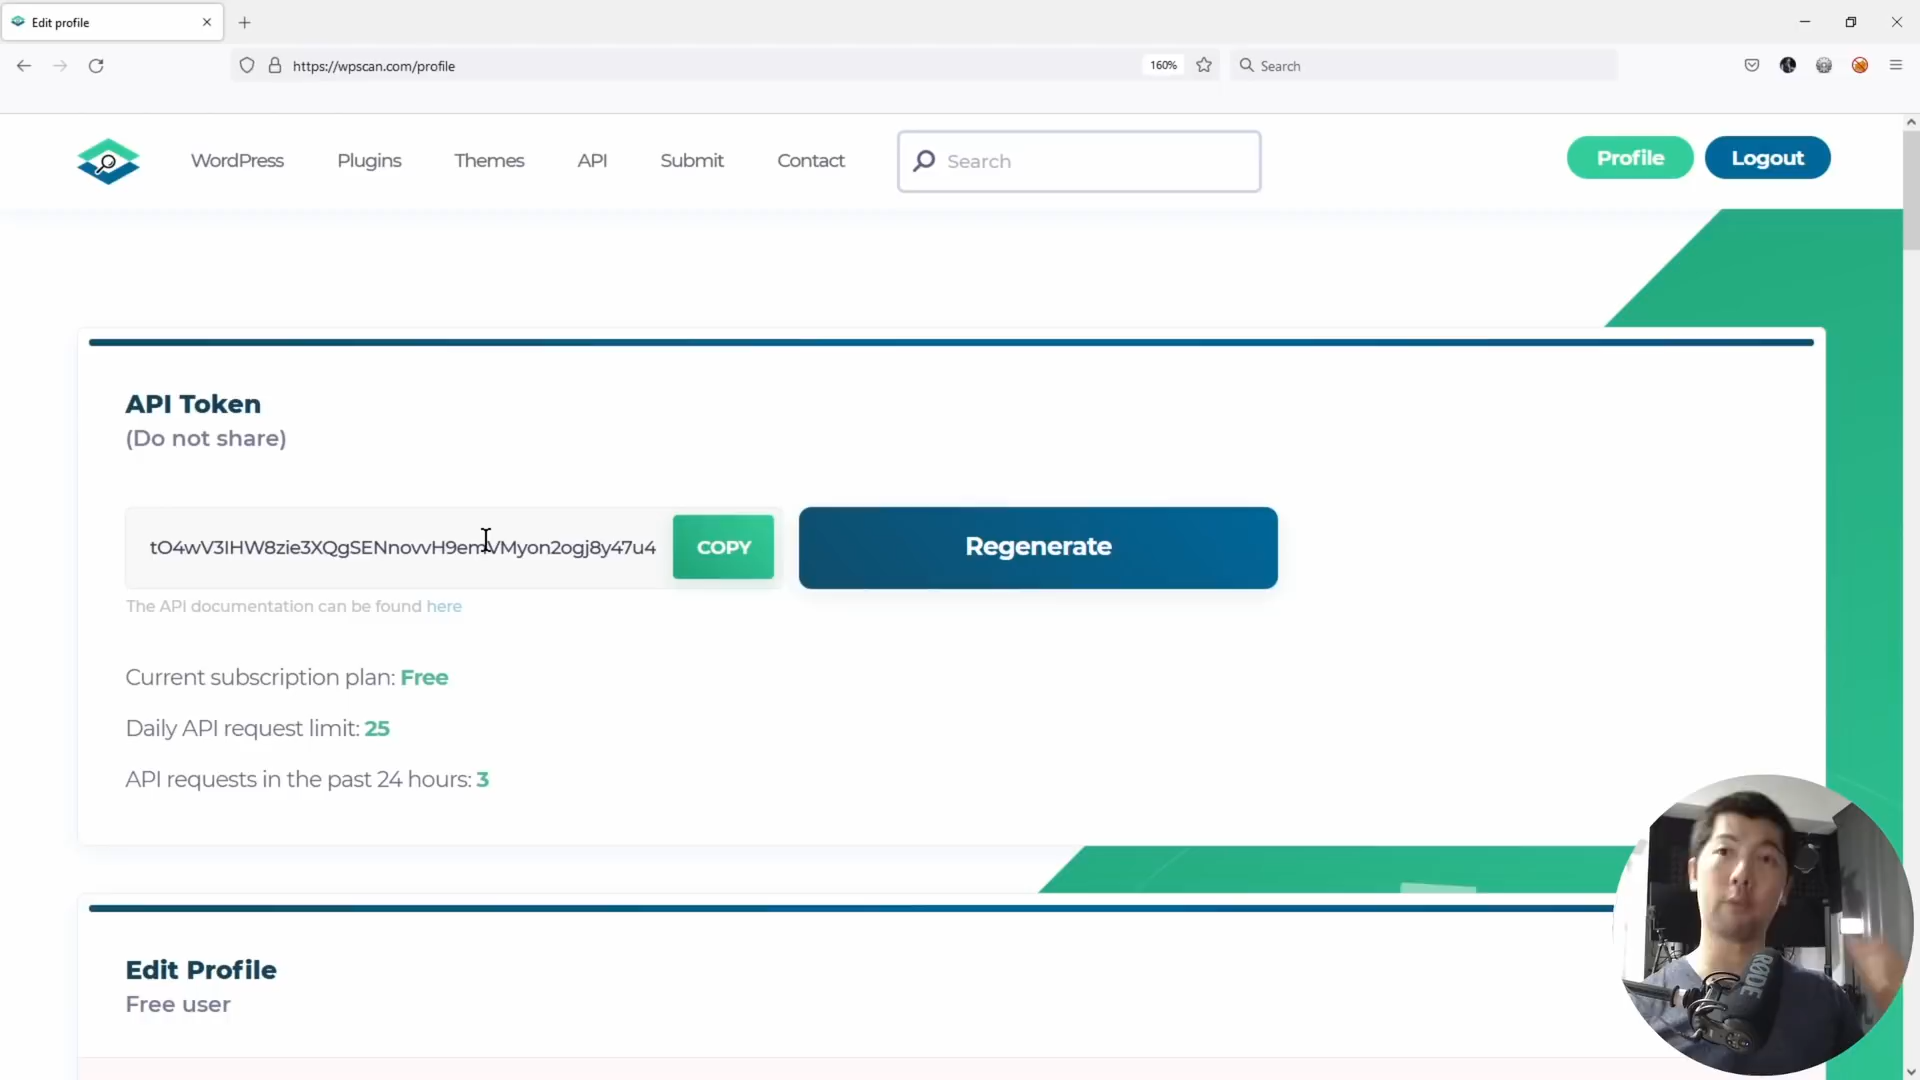 Edit profile
https://wpscan.com/profile
160%
Search
WordPress
Plugins
Themes
API
Submit
Contact
Search
Profile
Logout
API Token
(Do not share)
COPY
Regenerate
The API documentation can be found here
Current subscription plan: Free
Daily API request limit: 25
API requests in the past 24 hours: 3
Edit Profile
Free user
RØDE